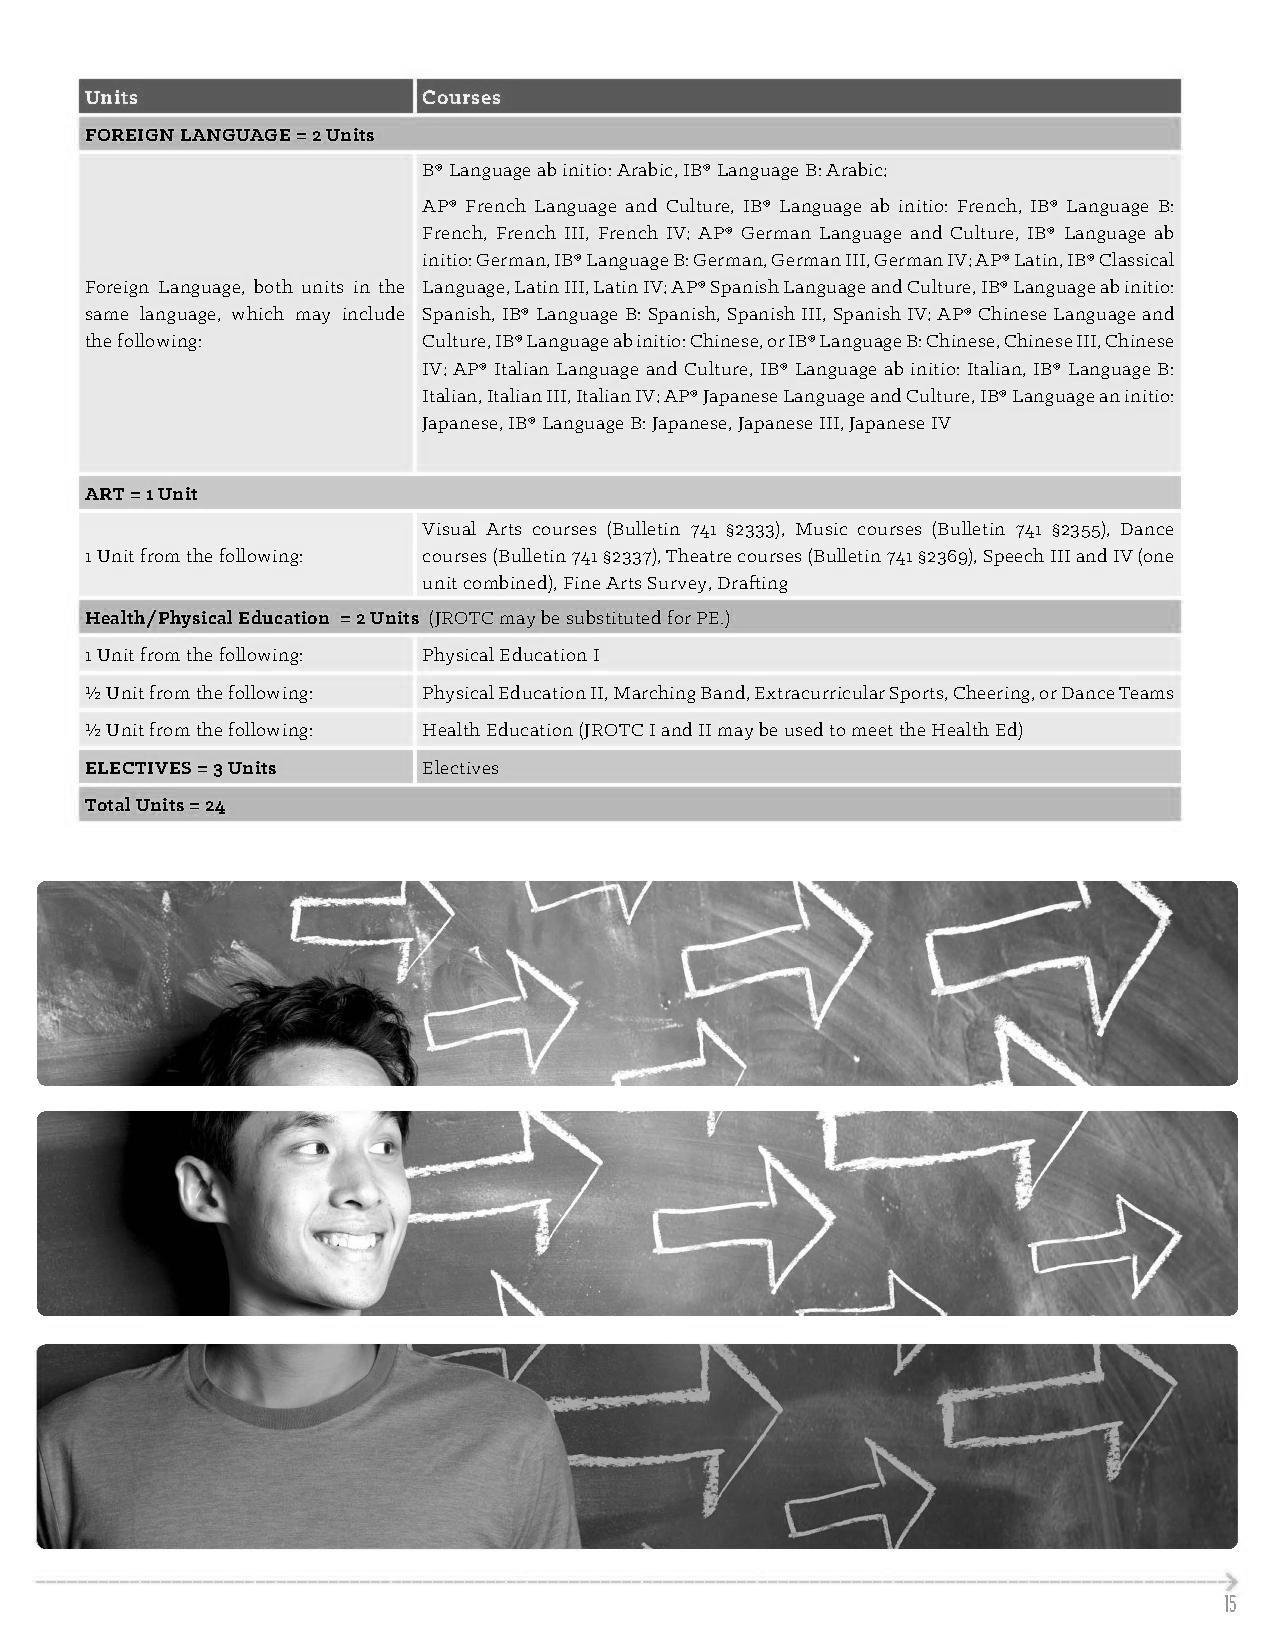 Units Courses
FOREIGN LANGUAGE = 2 Units
Foreign Language, both units in the
same language, which may include
the following:
B® Language ab initio: Arabic, IB® Language B: Arabic;
AP® French Language and Culture, IB® Language ab initio: French, IB® Language B:
French, French III, French IV; AP® German Language and Culture, IB® Language ab
initio: German, IB® Language B: German, German III, German IV; AP® Latin, IB® Classical
Language, Latin III, Latin IV; AP® Spanish Language and Culture, IB® Language ab initio:
Spanish, IB® Language B: Spanish, Spanish III, Spanish IV; AP® Chinese Language and
Culture, IB® Language ab initio: Chinese, or IB® Language B: Chinese, Chinese III, Chinese
IV; AP® Italian Language and Culture, IB® Language ab initio: Italian, IB® Language B:
Italian, Italian III, Italian IV; AP® Japanese Language and Culture, IB® Language an initio:
Japanese, IB® Language B: Japanese, Japanese III, Japanese IV
ART = 1 Unit
1 Unit from the following:
Visual Arts courses (Bulletin 741 §2333), Music courses (Bulletin 741 §2355), Dance
courses (Bulletin 741 §2337), Theatre courses (Bulletin 741 §2369), Speech III and IV (one
unit combined), Fine Arts Survey, Drafting
Health/Physical Education = 2 Units (JROTC may be substituted for PE.)
1 Unit from the following: Physical Education I
½ Unit from the following: Physical Education II, Marching Band, Extracurricular Sports, Cheering, or Dance Teams
½ Unit from the following: Health Education (JROTC I and II may be used to meet the Health Ed)
ELECTIVES = 3 Units Electives
Total Units = 24
15